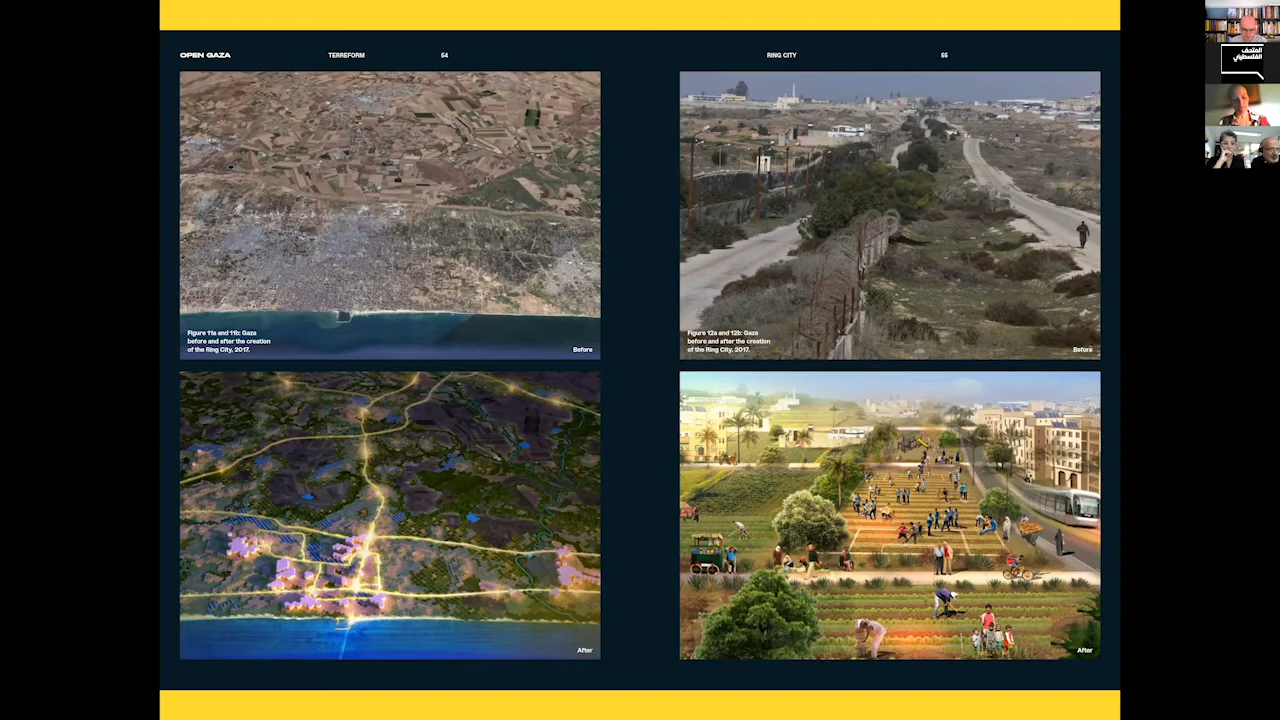 OPEN GAZA
TERREFORM
54
RING CITY
55
Figure 11a and 11b: Gaza
before and after the creation
of the Ring City, 2017.
Before
Figure 12a and 12b: Gaza
before and after the creation
of the Ring City, 2017.
Before
After
After
المتحف
الفلسطيني